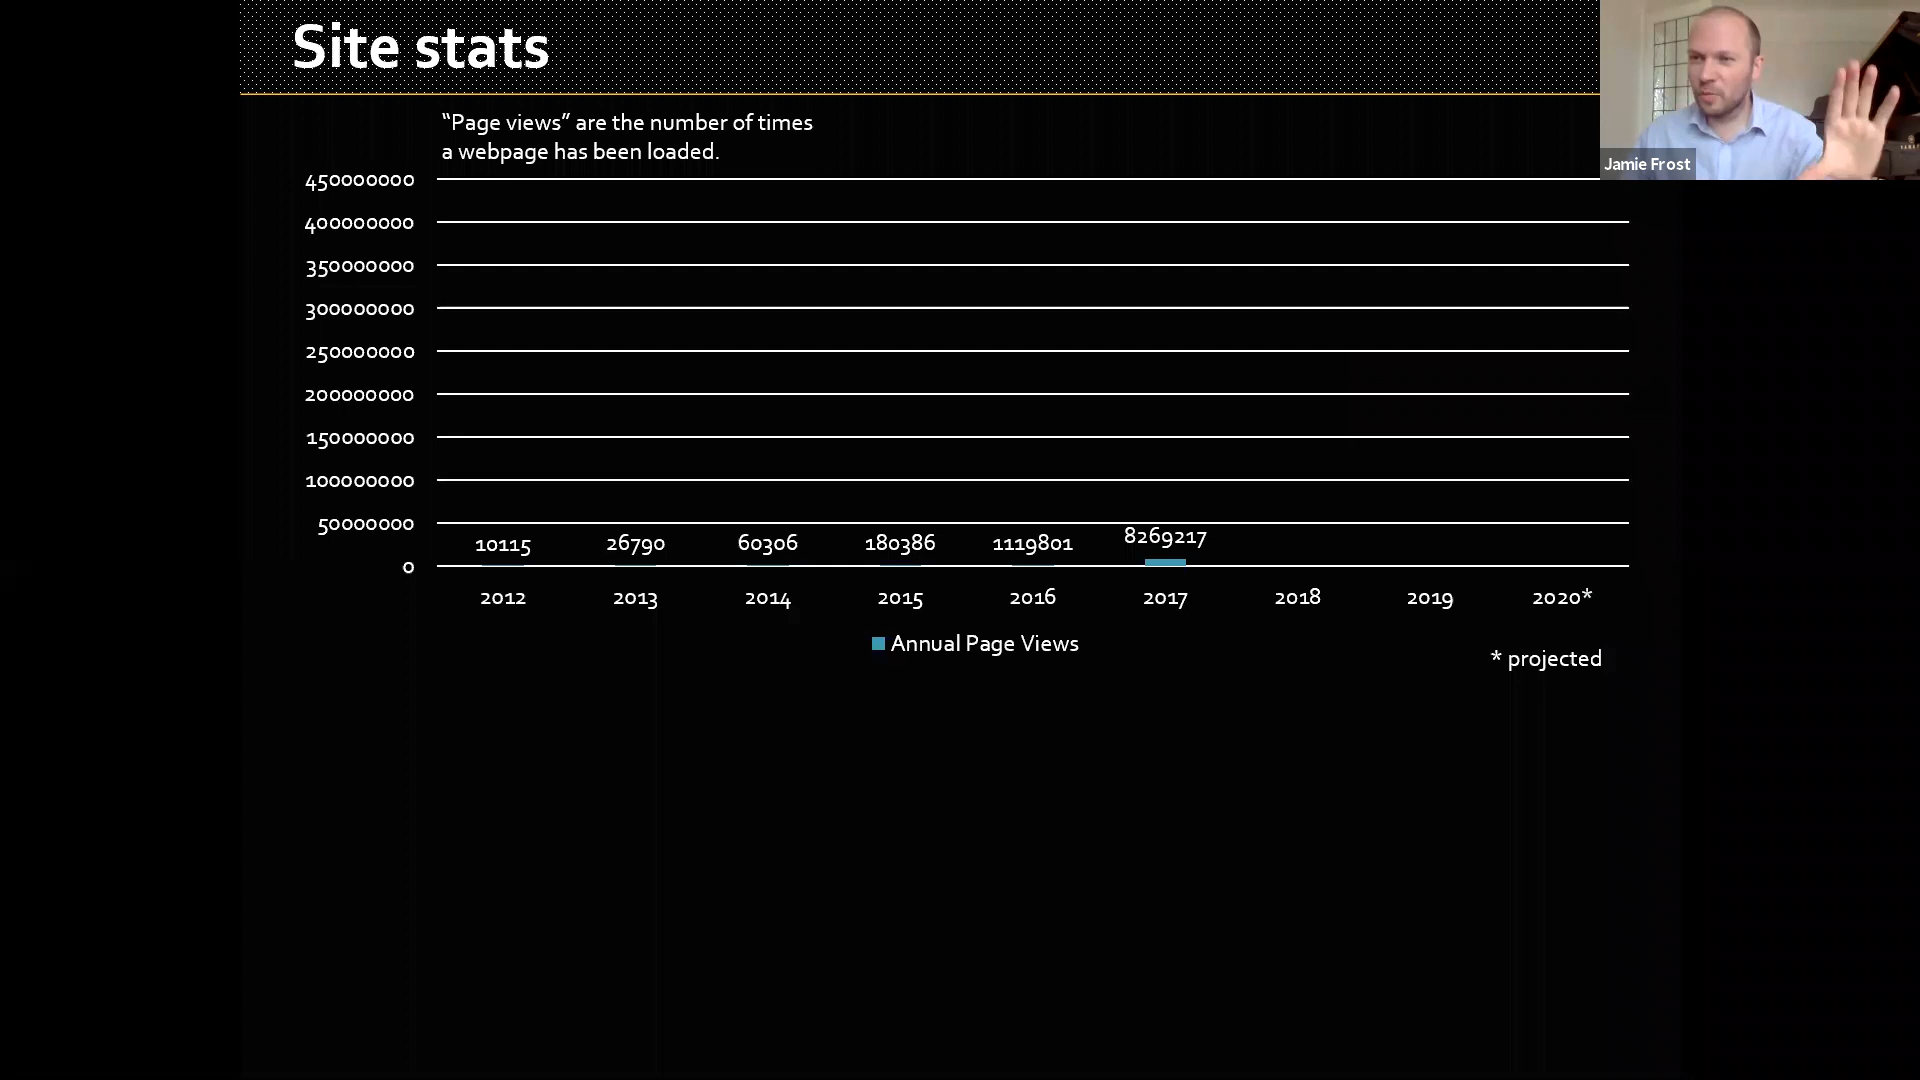 Site stats
“Page views” are the number of times
a webpage has been loaded.
Jamie Frost
450000000
400000000
350000000
300000000
250000000
200000000
150000000
100000000
50000000
0
10115 26790 60306 180386 1119801 8269217
2012 2013 2014 2015 2016 2017 2018 2019 2020*
Annual Page Views
* projected